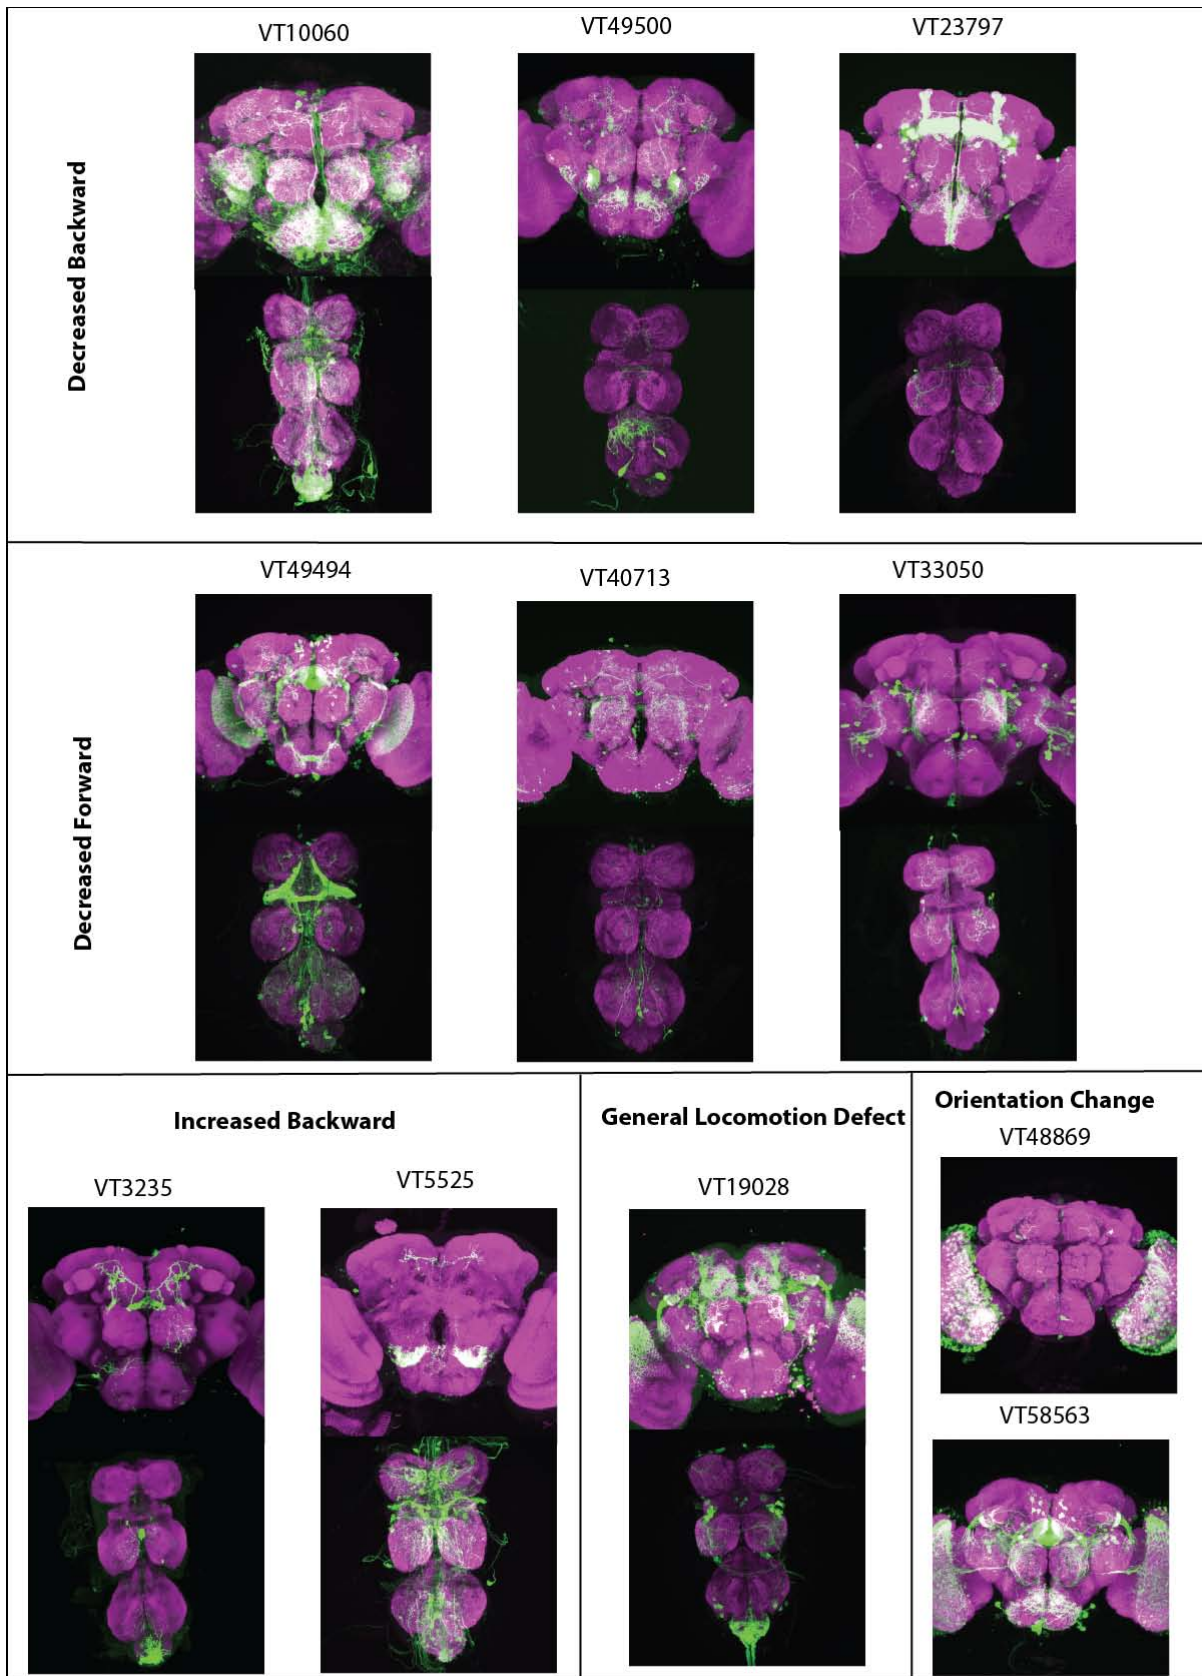 VT10060
VT49500
VT23797
Decreased Backward
VT49494
VT40713
VT33050
Decreased Forward
Increased Backward
General Locomotion Defect
Orientation Change
VT3235
VT5525
VT19028
VT48869
VT58563